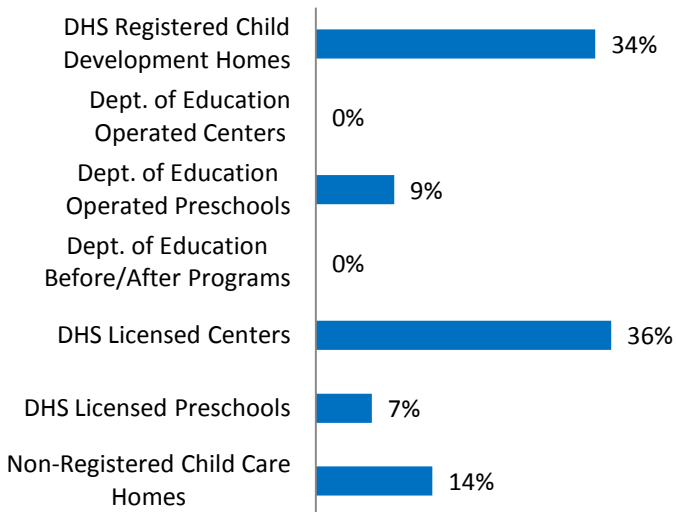 DHS Registered Child
Development Homes
34%
Dept. of Education
Operated Centers
0%
Dept. of Education
Operated Preschools
9%
Dept. of Education
Before/After Programs
0%
DHS Licensed Centers
36%
DHS Licensed Preschools
7%
Non-Registered Child Care
Homes
14%